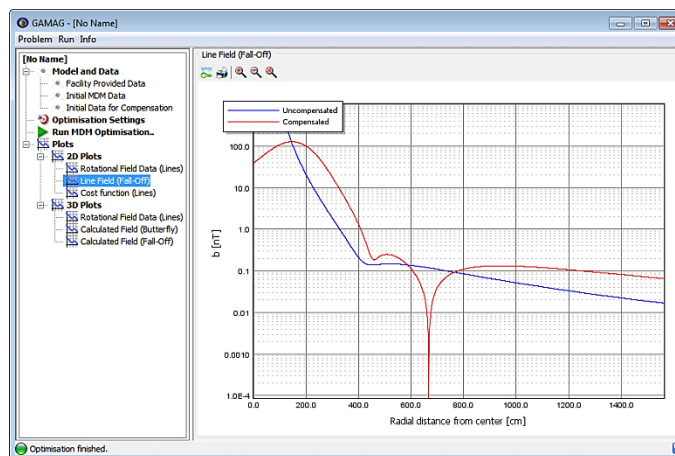 GAMAG - [No Name]
Problem Run Info
[No Name]
Model and Data
Facility Provided Data
Initial MDM Data
Initial Data for Compensation
Optimisation Settings
Run MDM Optimisation..
Plots
2D Plots
Rotational Field Data (Lines)
Line Field (Fall-Off)
Cost function (Lines)
3D Plots
Rotational Field Data (Lines)
Calculated Field (Butterfly)
Calculated Field (Fall-Off)
Line Field (Fall-Off)
Uncompensated
Compensated
100.0
10.0
1.0
0.1
0.01
0.0010
1.0E-4
b [nT]
0.0 200.0 400.0 600.0 800.0 1000.0 1200.0 1400.0
Radial distance from center [cm]
Optimisation finished.